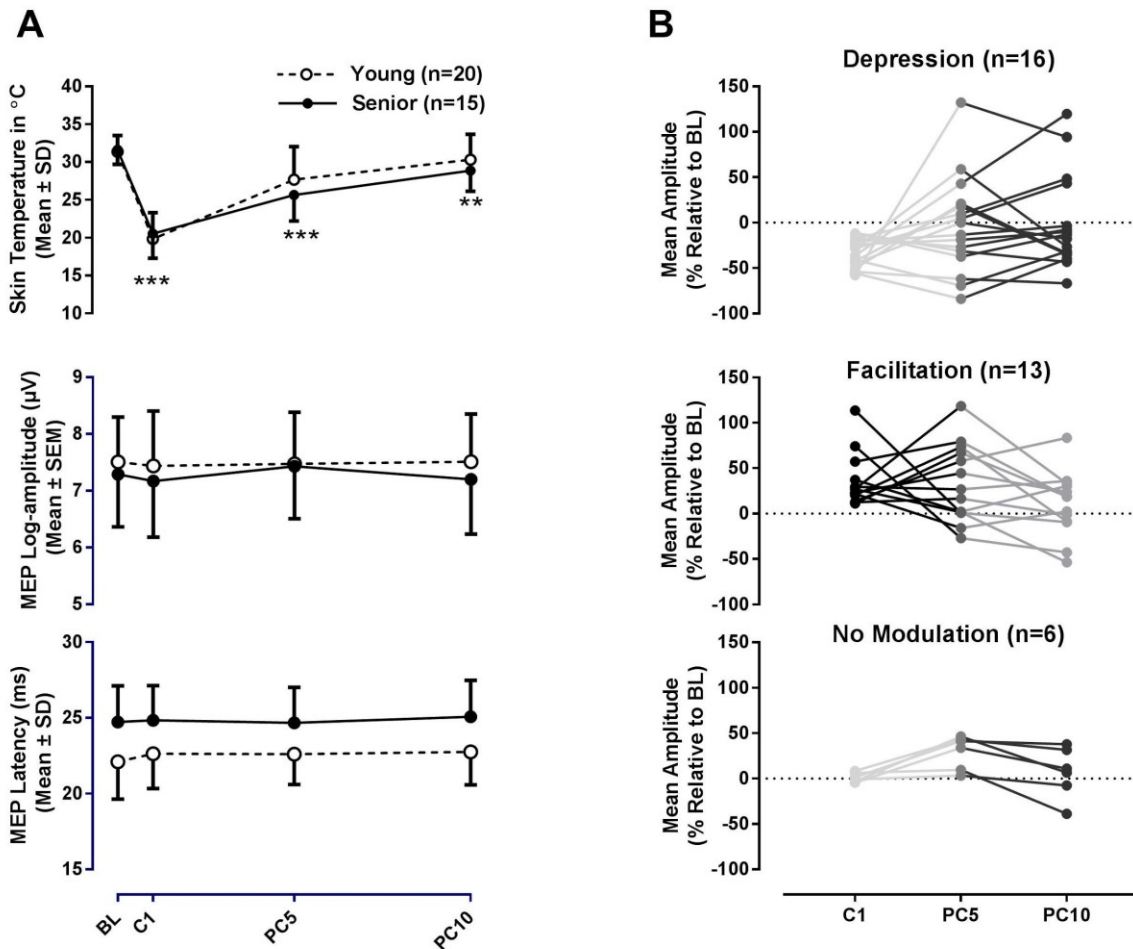 A
Young (n=20)
Senior (n=15)
Skin Temperature in °C
(Mean ± SD)
40
35
30
25
20
15
10
***
***
**
MEP Log-amplitude (µV)
(Mean ± SEM)
9
8
7
6
5
MEP Latency (ms)
(Mean ± SD)
30
25
20
15
BL
C1
PC5
PC10
B
Depression (n=16)
Mean Amplitude
(% Relative to BL)
150
100
50
0
-50
-100
Facilitation (n=13)
Mean Amplitude
(% Relative to BL)
150
100
50
0
-50
-100
No Modulation (n=6)
Mean Amplitude
(% Relative to BL)
150
100
50
0
-50
-100
C1
PC5
PC10